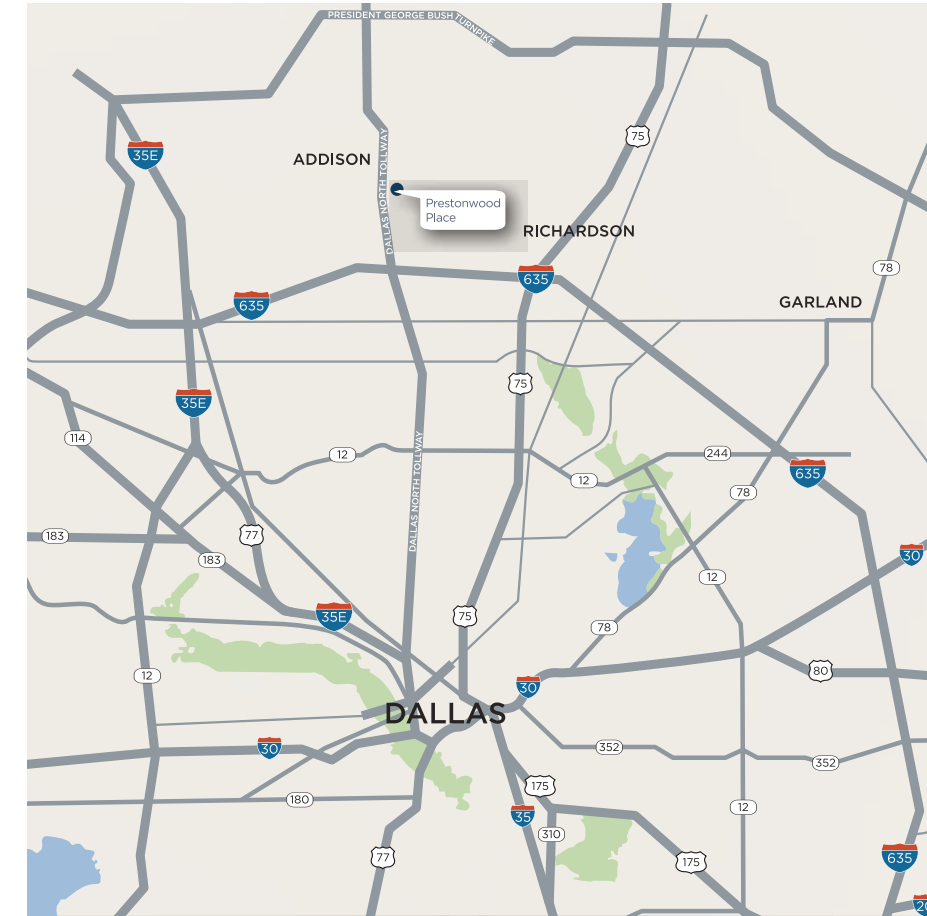 PRESIDENT GEORGE BUSH TURNPIKE
75
35E
ADDISON
DALLAS NORTH TOLLWAY
Prestonwood
Place
RICHARDSON
78
635
635
GARLAND
75
35E
114
12
DALLAS NORTH TOLLWAY
244
635
12
78
183
77
30
183
12
35E
75
78
12
80
30
DALLAS
30
352
352
175
180
12
35
310
77
175
635
20